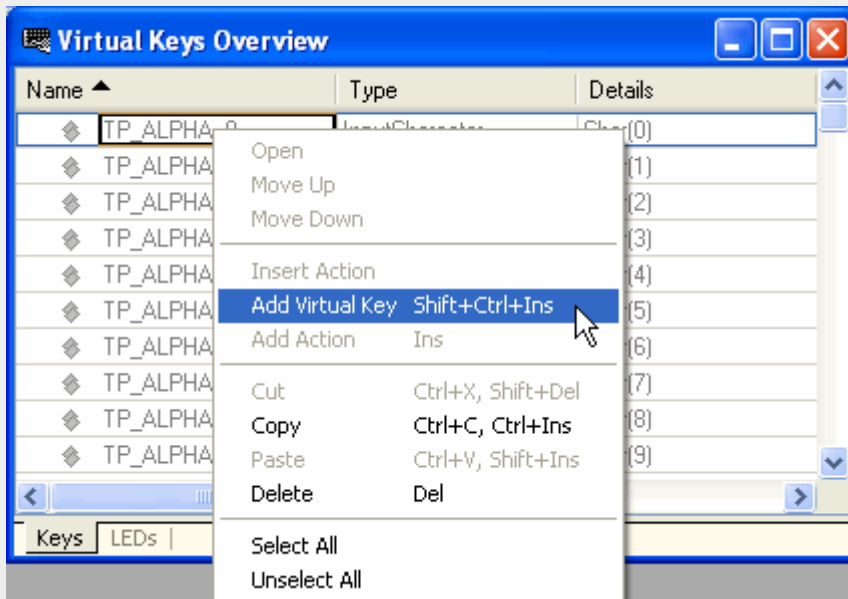 Virtual Keys Overview
Name Type Details
TP_ALPHA
TP_ALPHA (1)
TP_ALPHA (2)
TP_ALPHA (3)
TP_ALPHA (4)
TP_ALPHA (5)
TP_ALPHA (6)
TP_ALPHA (7)
TP_ALPHA (8)
TP_ALPHA (9)
Open
Move Up
Move Down
Insert Action
Add Virtual Key Shift+Ctrl+Ins
Add Action Ins
Cut Ctrl+X, Shift+Del
Copy Ctrl+C, Ctrl+Ins
Paste Ctrl+V, Shift+Ins
Delete Del
Select All
Unselect All
Keys LEDs